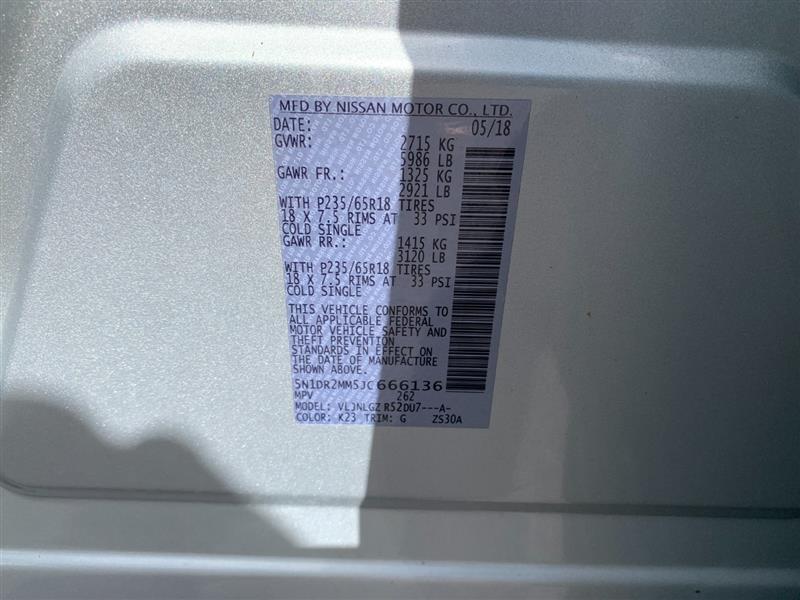 MFD BY NISSAN MOTOR CO., LTD.
DATE: 05/18
GVWR: 2715 KG
5986 LB
GAWR FR.: 1325 KG
2921 LB
WITH P235/65R18 TIRES
18 X 7.5 RIMS AT 33 PSI
COLD SINGLE
GAWR RR.: 1415 KG
3120 LB
WITH P235/65R18 TIRES
18 X 7.5 RIMS AT 33 PSI
COLD SINGLE
THIS VEHICLE CONFORMS TO
ALL APPLICABLE FEDERAL
MOTOR VEHICLE SAFETY AND
THEFT PREVENTION
STANDARDS IN EFFECT ON
THE DATE OF MANUFACTURE
SHOWN ABOVE.
5N1DR2MM5JC666136
MPV 262
MODEL: VLJNLGZ R52DU7---A-
COLOR: K23 TRIM: G ZS30A